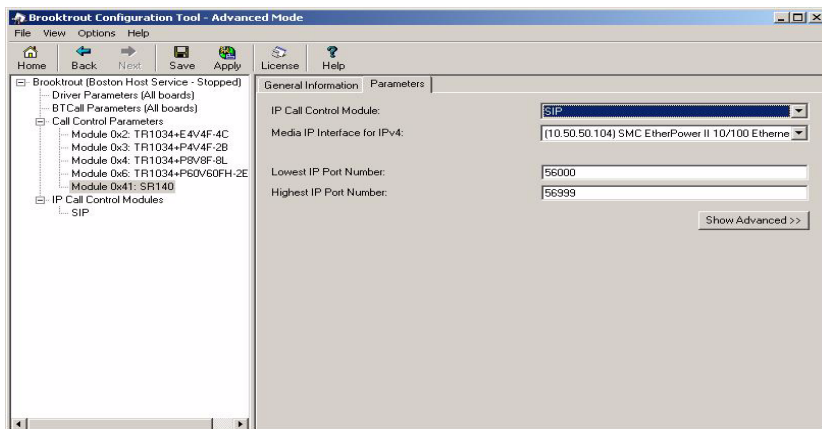 Brooktrout Configuration Tool - Advanced Mode
File View Options Help
Home Back Next Save Apply License Help
Brooktrout (Boston Host Service - Stopped)
Driver Parameters (All boards)
BTCall Parameters (All boards)
Call Control Parameters
Module 0x2: TR1034+E4V4F-4C
Module 0x3: TR1034+P4V4F-2B
Module 0x4: TR1034+P8V8F-8L
Module 0x6: TR1034+P60V60FH-2E
Module 0x41: SR140
IP Call Control Modules
SIP
General Information Parameters
IP Call Control Module: SIP
Media IP Interface for IPv4: (10.50.50.104) SMC EtherPower II 10/100 Etherne
Lowest IP Port Number: 56000
Highest IP Port Number: 56999
Show Advanced >>